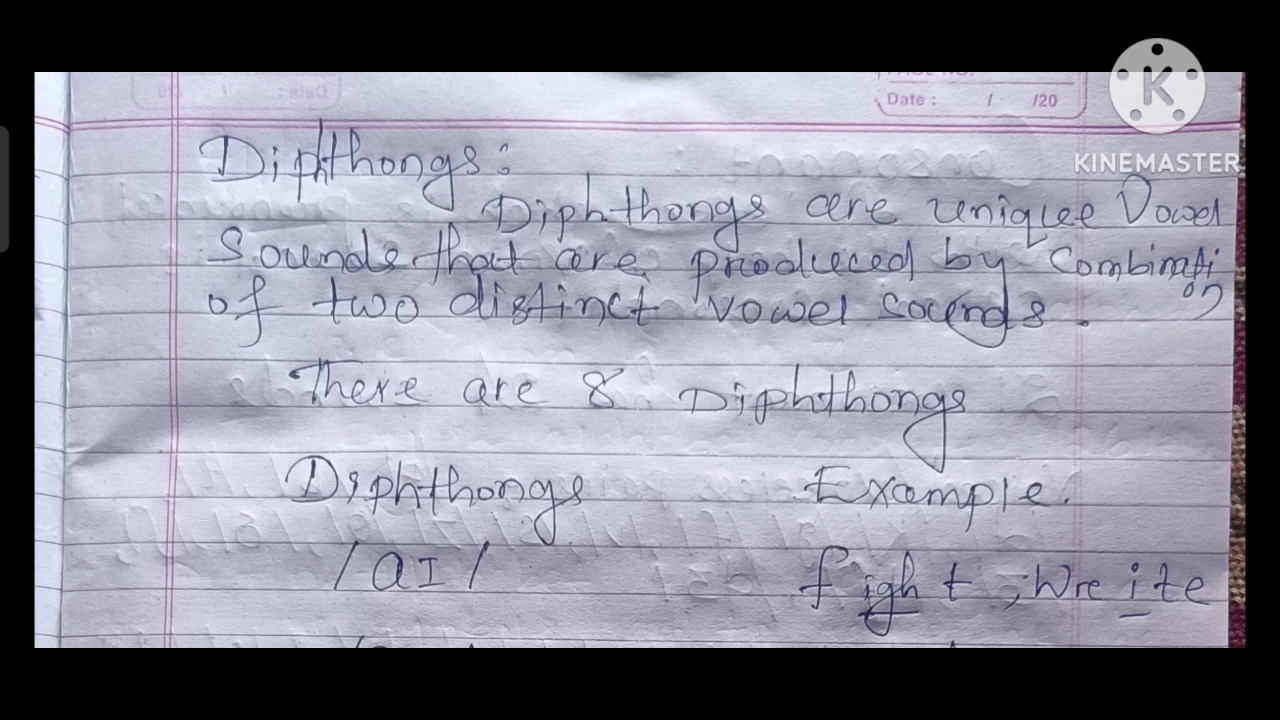 Date : / /20
KINEMASTER
Diphthongs:
Diphthongs are unique Vowel
Sounds that are produced by Combinati
on
of two distinct vowel sounds.
There are 8 Diphthongs
Diphthongs Example.
/aI/ fight, Write